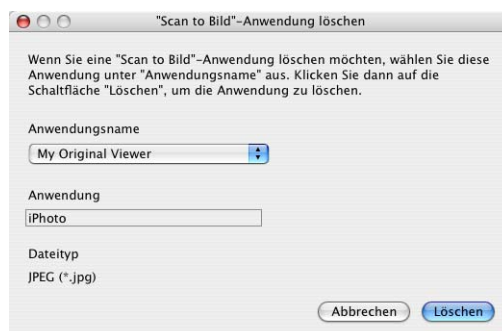 "Scan to Bild"-Anwendung löschen
Wenn Sie eine "Scan to Bild"-Anwendung löschen möchten, wählen Sie diese
Anwendung unter "Anwendungsname" aus. Klicken Sie dann auf die
Schaltfläche "Löschen", um die Anwendung zu löschen.
Anwendungsname
My Original Viewer
Anwendung
iPhoto
Dateityp
JPEG (*.jpg)
Abbrechen Löschen